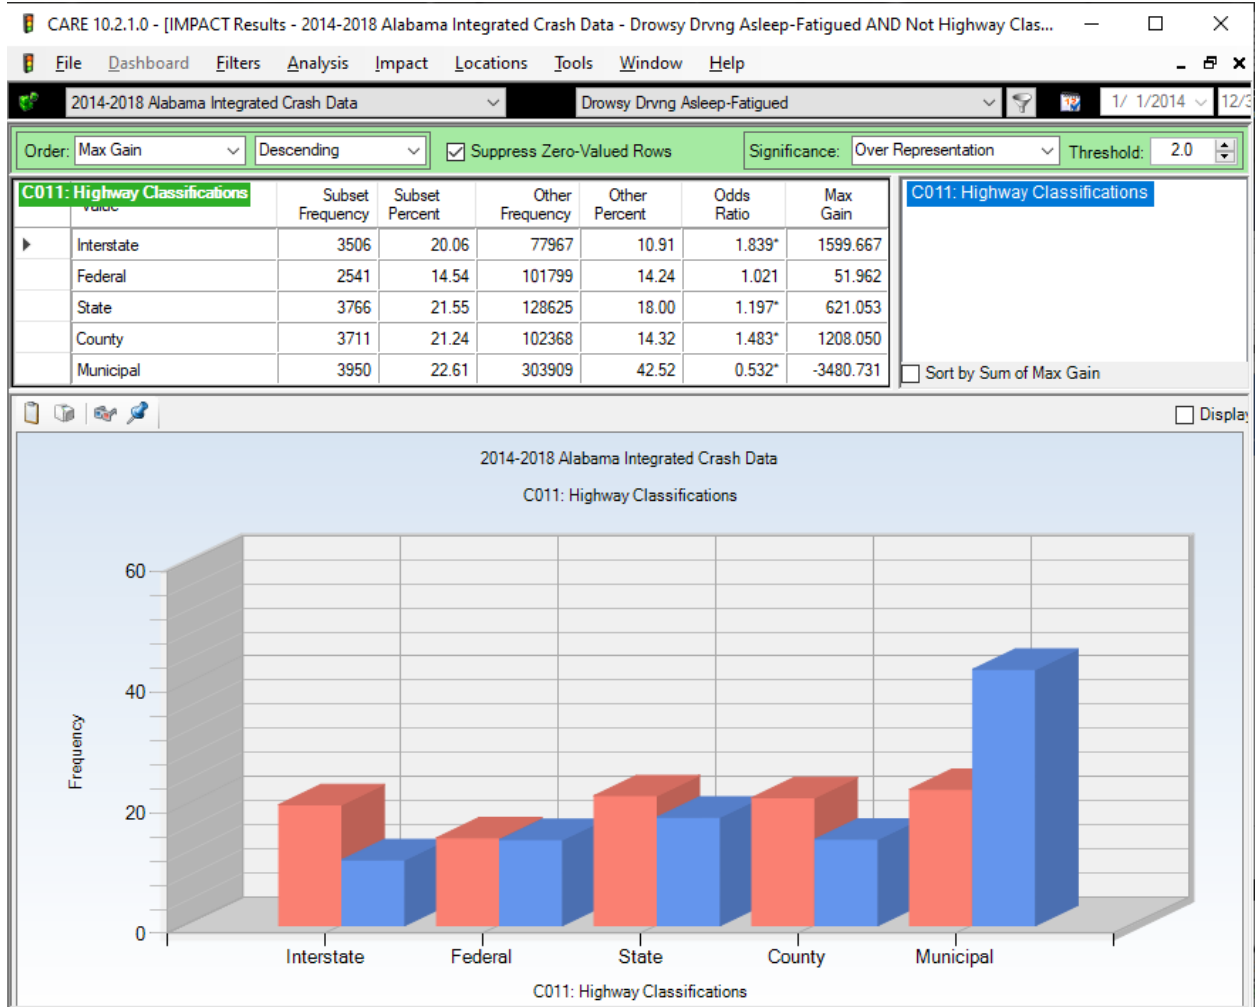 CARE 10.2.1.0 - [IMPACT Results - 2014-2018 Alabama Integrated Crash Data - Drowsy Drvng Asleep-Fatigued AND Not Highway Clas...
File Dashboard Filters Analysis Impact Locations Tools Window Help
2014-2018 Alabama Integrated Crash Data Drowsy Drvng Asleep-Fatigued 1/ 1/2014 12/3
Order: Max Gain Descending Suppress Zero-Valued Rows Significance: Over Representation Threshold: 2.0
C011: Highway Classifications Subset Frequency Subset Percent Other Frequency Other Percent Odds Ratio Max Gain
Interstate 3506 20.06 77967 10.91 1.839* 1599.667
Federal 2541 14.54 101799 14.24 1.021 51.962
State 3766 21.55 128625 18.00 1.197* 621.053
County 3711 21.24 102368 14.32 1.483* 1208.050
Municipal 3950 22.61 303909 42.52 0.532* -3480.731
C011: Highway Classifications
Sort by Sum of Max Gain
Display
2014-2018 Alabama Integrated Crash Data
C011: Highway Classifications
Frequency
60
40
20
0
Interstate Federal State County Municipal
C011: Highway Classifications